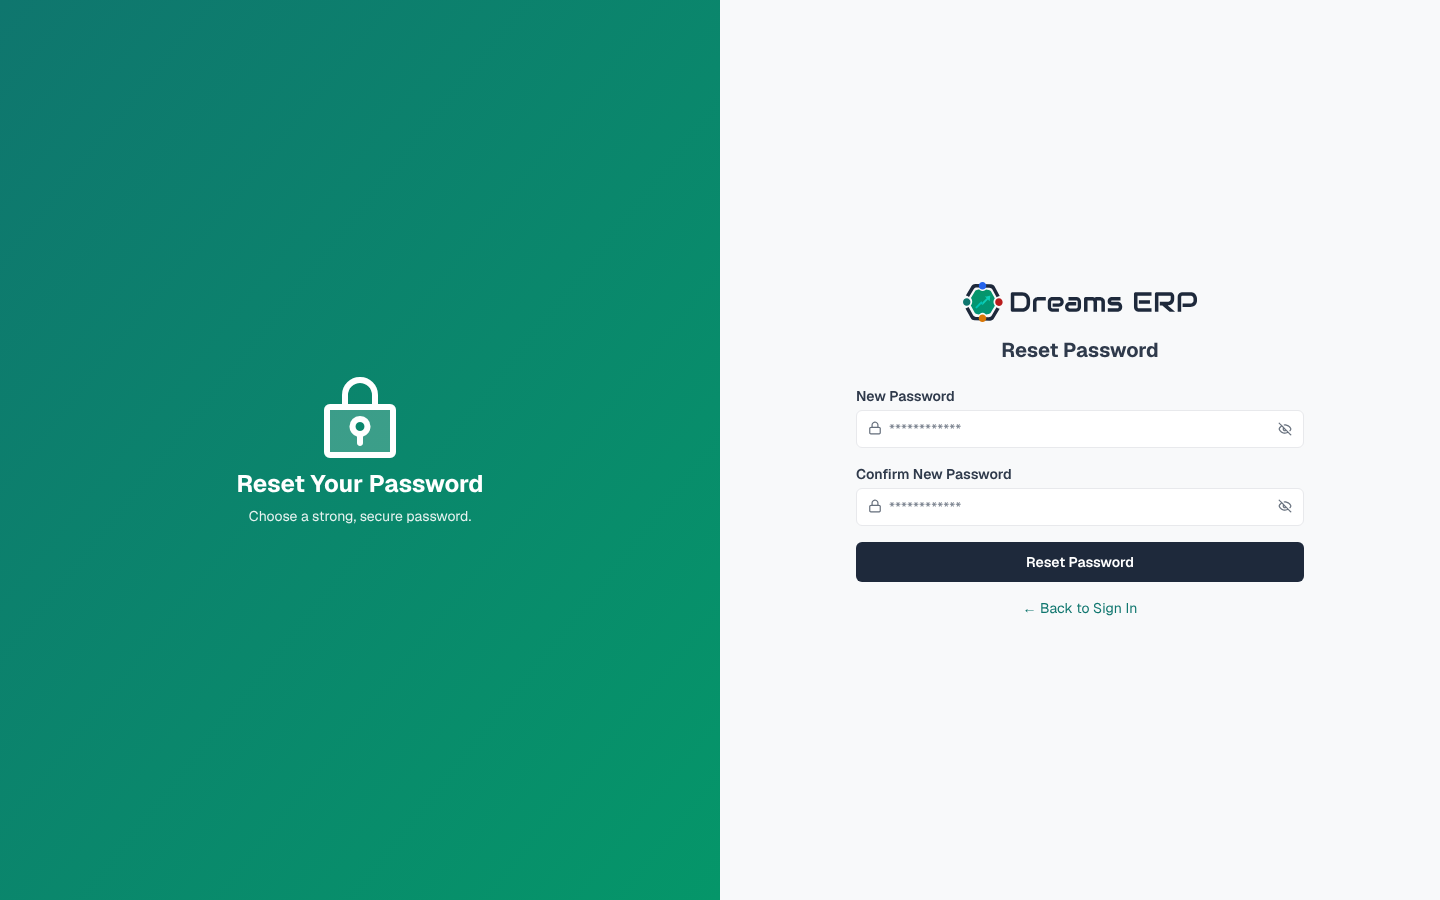 Reset Your Password
Choose a strong, secure password.
Dreams ERP
Reset Password
New Password
************
Confirm New Password
************
Reset Password
← Back to Sign In